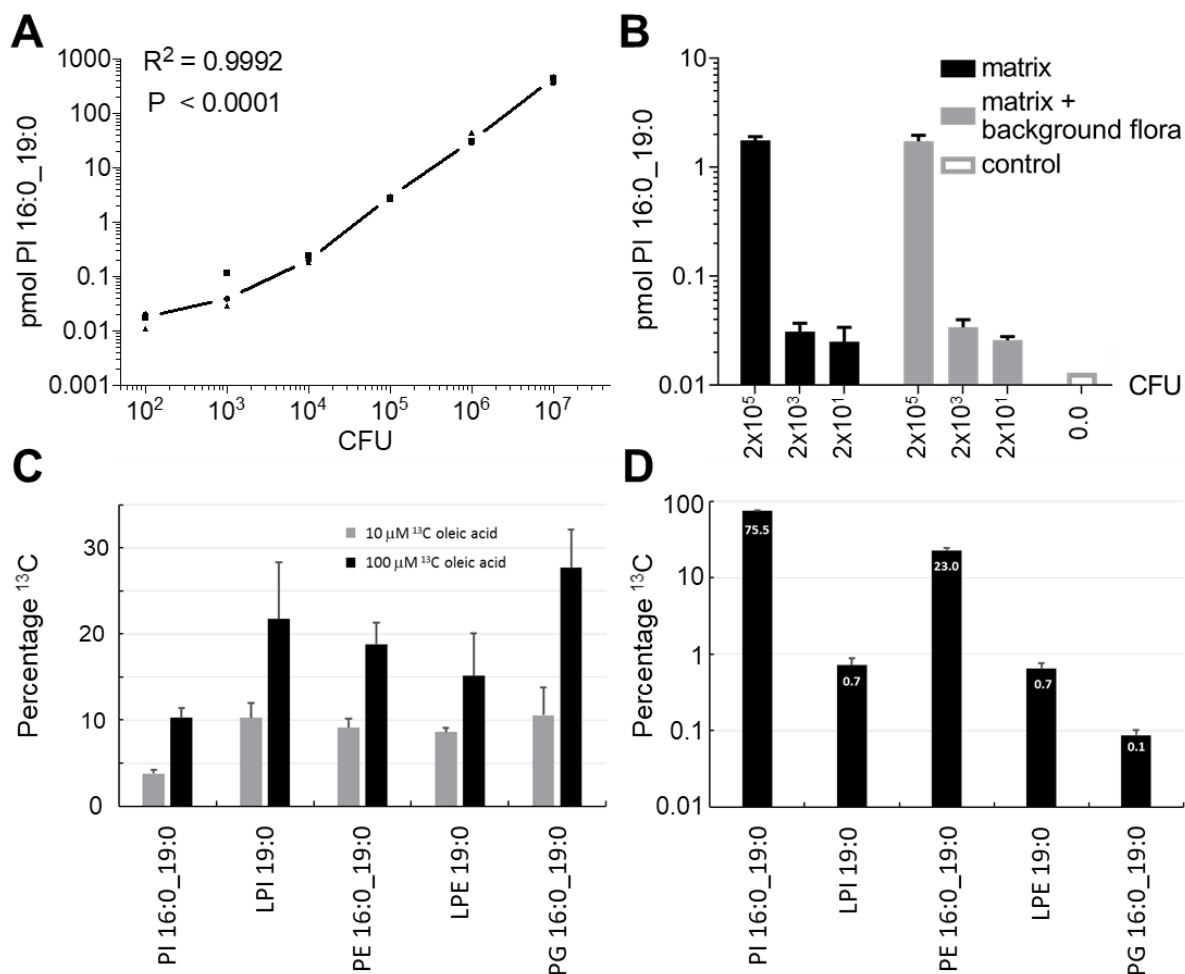 A
R² = 0.9992
P < 0.0001
pmol PI 16:0_19:0
1000
100
10
1
0.1
0.01
0.001
10²
10³
10⁴
10⁵
10⁶
10⁷
CFU
B
matrix
matrix +
background flora
control
pmol PI 16:0_19:0
10
1
0.1
0.01
2x10⁵
2x10³
2x10¹
2x10⁵
2x10³
2x10¹
0.0
CFU
C
10 μM ¹³C oleic acid
100 μM ¹³C oleic acid
Percentage ¹³C
30
20
10
0
PI 16:0_19:0
LPI 19:0
PE 16:0_19:0
LPE 19:0
PG 16:0_19:0
D
Percentage ¹³C
100
10
1
0.1
0.01
75.5
0.7
23.0
0.7
0.1
PI 16:0_19:0
LPI 19:0
PE 16:0_19:0
LPE 19:0
PG 16:0_19:0